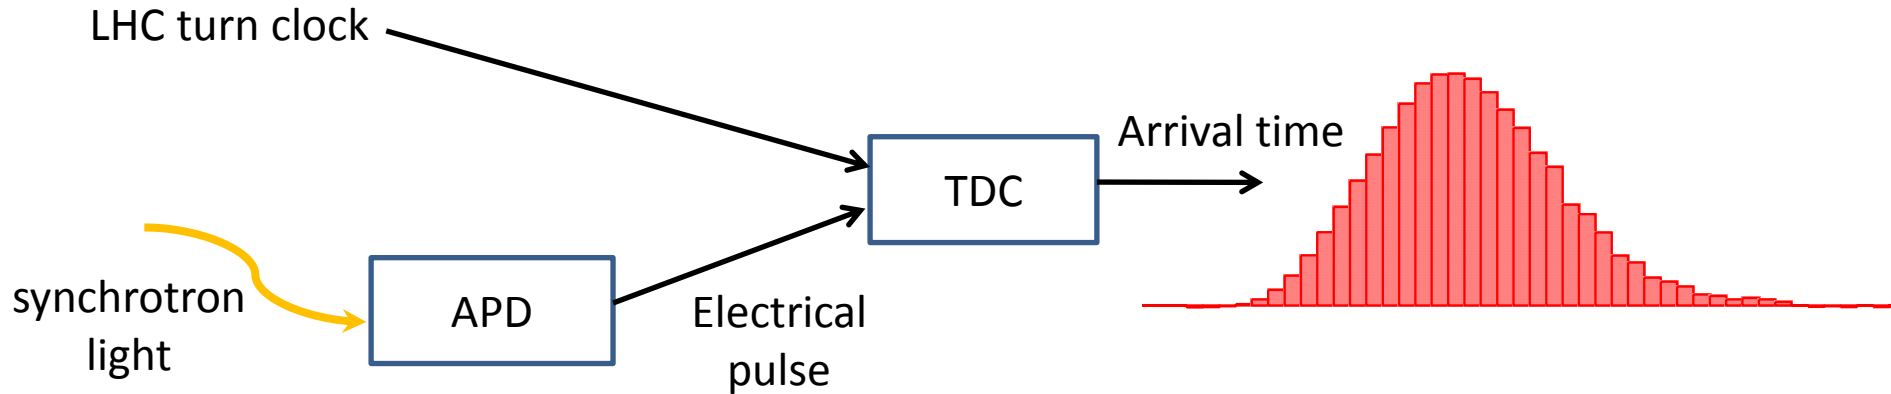 LHC turn clock
Arrival time
TDC
synchrotron
light
APD
Electrical
pulse